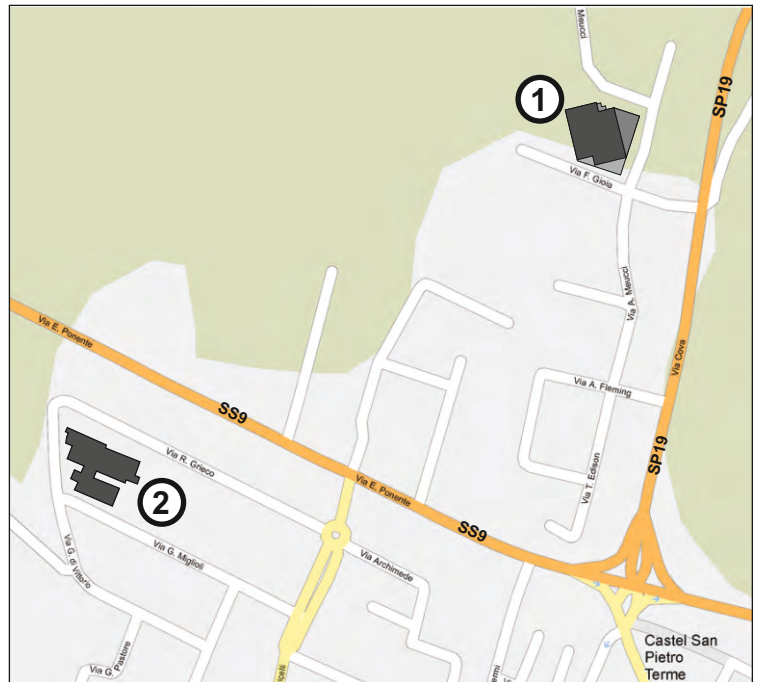 Meucci
SP19
1
Via F. Gioia
Via A. Meucci
Via E. Ponente
Via Cova
Via A. Fleming
SS9
SP19
Via R. Grieco
Via T. Edison
Via E. Ponente
2
SS9
Via G. Miglioli
Via Archimede
Via G. di Vittorio
Castel San
Pietro
Terme
Via G. Pastore